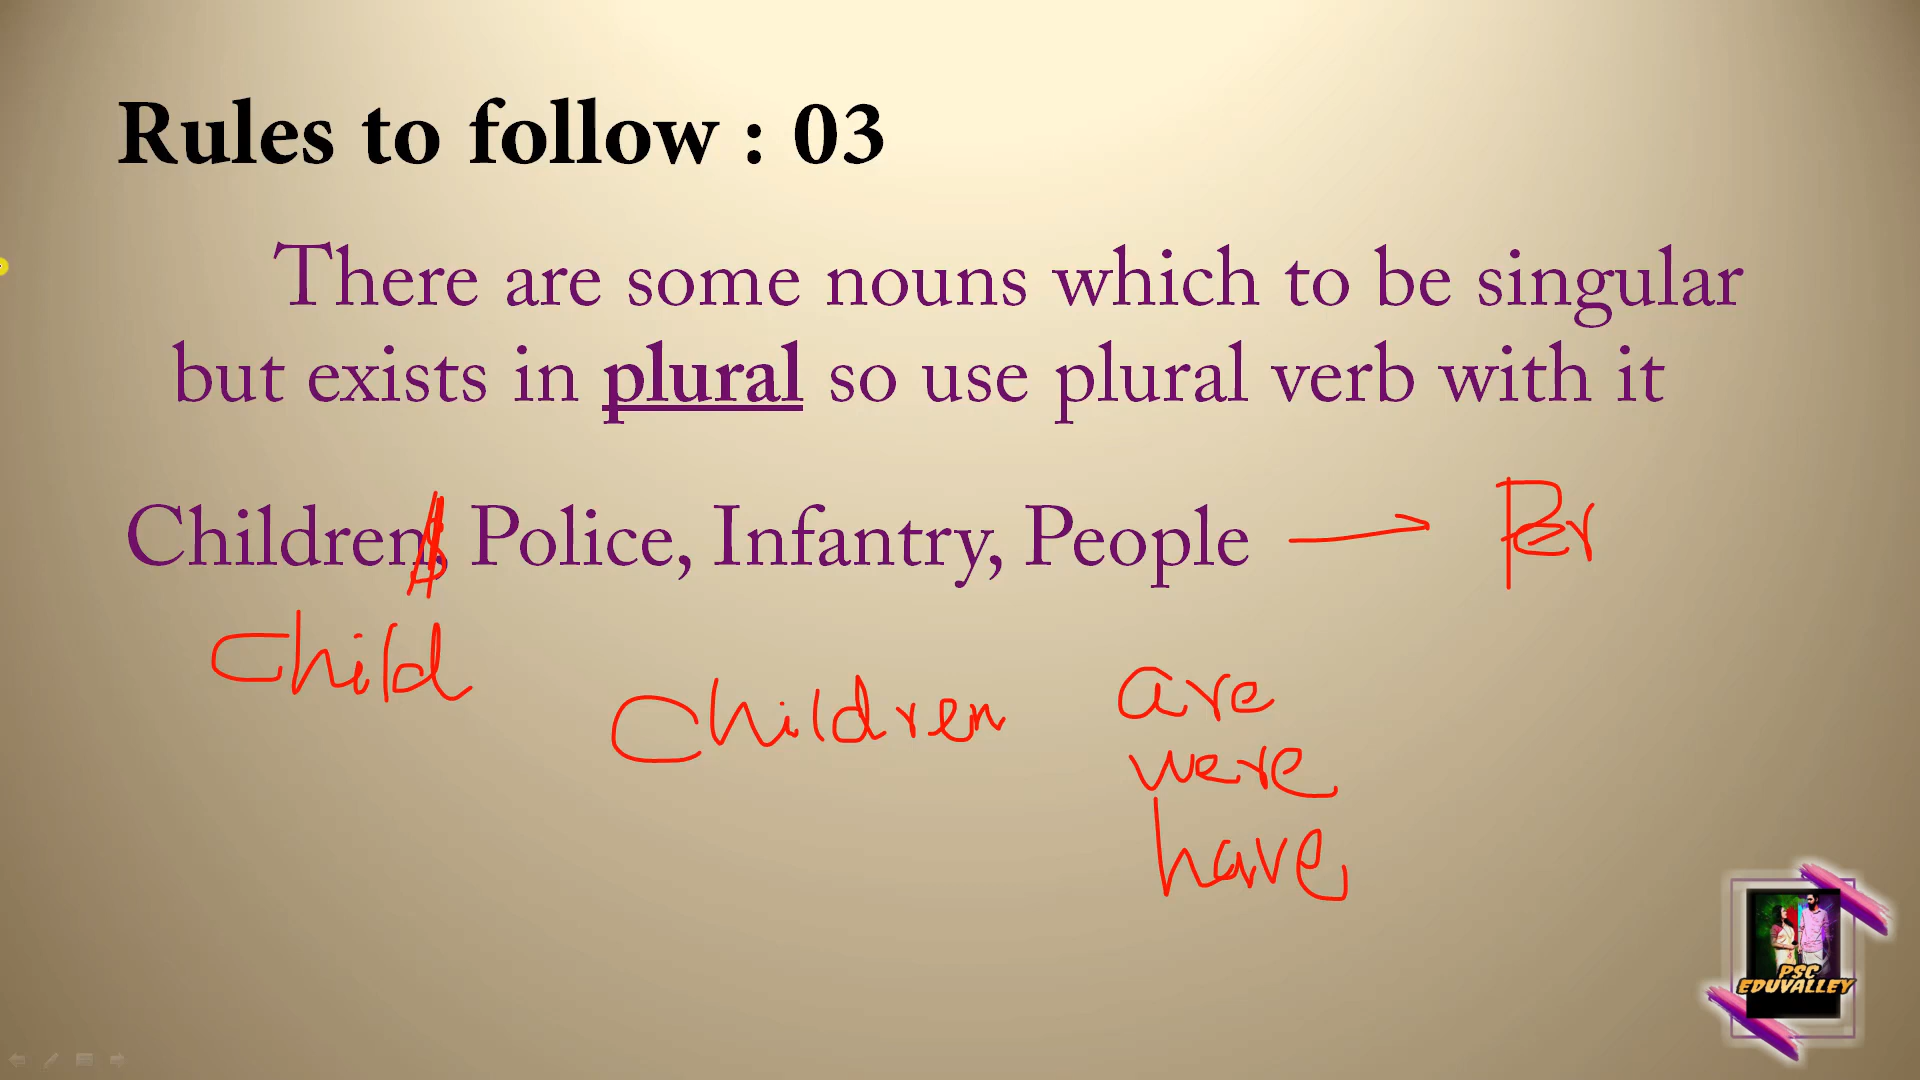 Rules to follow : 03
There are some nouns which to be singular
but exists in plural so use plural verb with it
Children, Police, Infantry, People → Per
Child
Children
are
were
have
PSC
EDUVALLEY